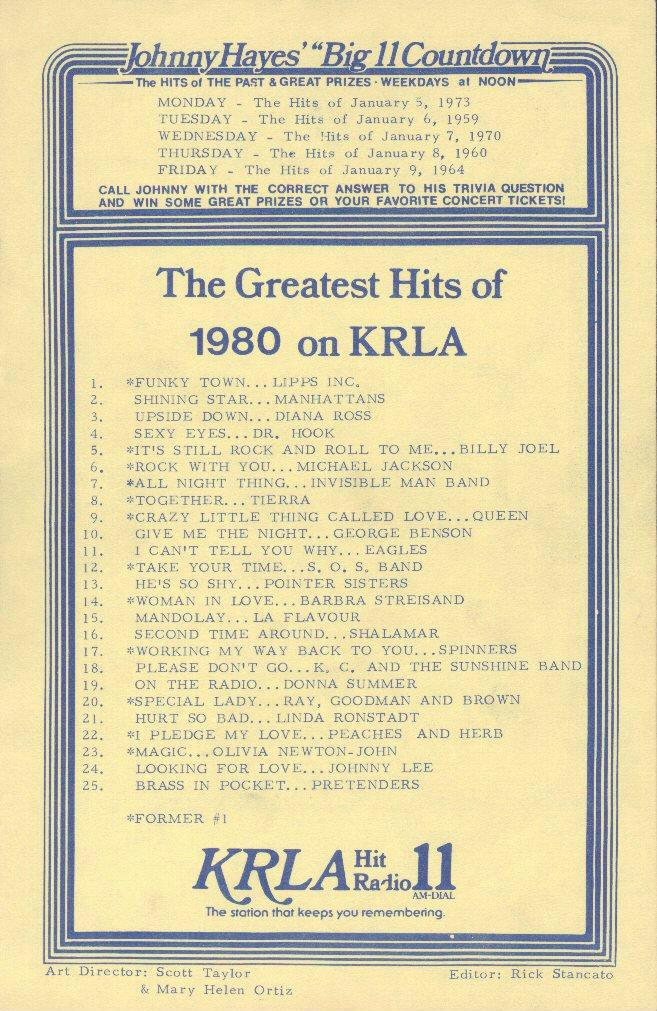 Johnny Hayes' "Big 11 Countdown
The HITS of THE PAST & GREAT PRIZES · WEEKDAYS at NOON
MONDAY - The Hits of January 5, 1973
TUESDAY - The Hits of January 6, 1959
WEDNESDAY - The Hits of January 7, 1970
THURSDAY - The Hits of January 8, 1960
FRIDAY - The Hits of January 9, 1964
CALL JOHNNY WITH THE CORRECT ANSWER TO HIS TRIVIA QUESTION
AND WIN SOME GREAT PRIZES OR YOUR FAVORITE CONCERT TICKETS!
The Greatest Hits of
1980 on KRLA
1. *FUNKY TOWN...LIPPS INC.
2. SHINING STAR...MANHATTANS
3. UPSIDE DOWN...DIANA ROSS
4. SEXY EYES...DR. HOOK
5. *IT'S STILL ROCK AND ROLL TO ME...BILLY JOEL
6. *ROCK WITH YOU...MICHAEL JACKSON
7. *ALL NIGHT THING...INVISIBLE MAN BAND
8. *TOGETHER...TIERRA
9. *CRAZY LITTLE THING CALLED LOVE...QUEEN
10. GIVE ME THE NIGHT...GEORGE BENSON
11. I CAN'T TELL YOU WHY...EAGLES
12. *TAKE YOUR TIME...S. O. S. BAND
13. HE'S SO SHY...POINTER SISTERS
14. *WOMAN IN LOVE...BARBRA STREISAND
15. MANDOLAY...LA FLAVOUR
16. SECOND TIME AROUND...SHALAMAR
17. *WORKING MY WAY BACK TO YOU...SPINNERS
18. PLEASE DON'T GO...K. C. AND THE SUNSHINE BAND
19. ON THE RADIO...DONNA SUMMER
20. *SPECIAL LADY...RAY, GOODMAN AND BROWN
21. HURT SO BAD...LINDA RONSTADT
22. *I PLEDGE MY LOVE...PEACHES AND HERB
23. *MAGIC...OLIVIA NEWTON-JOHN
24. LOOKING FOR LOVE...JOHNNY LEE
25. BRASS IN POCKET...PRETENDERS
*FORMER #1
KRLA Hit Radio 11
AM-DIAL
The station that keeps you remembering.
Art Director: Scott Taylor
& Mary Helen Ortiz
Editor: Rick Stancato